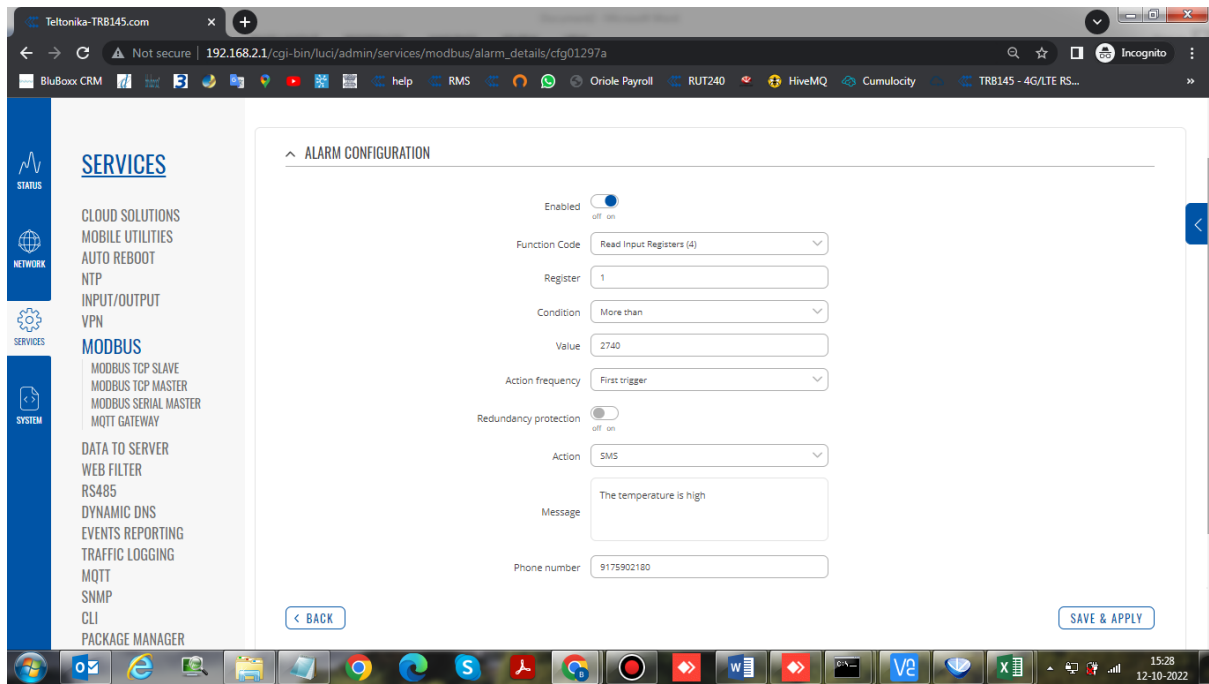 Teltonika-TRB145.com
Not secure | 192.168.2.1/cgi-bin/luci/admin/services/modbus/alarm_details/cfg01297a
Incognito
BluBoxx CRM help RMS Oriole Payroll RUT240 HiveMQ Cumulocity TRB145 - 4G/LTE RS... »
STATUS
NETWORK
SERVICES
SYSTEM
SERVICES
CLOUD SOLUTIONS
MOBILE UTILITIES
AUTO REBOOT
NTP
INPUT/OUTPUT
VPN
MODBUS
MODBUS TCP SLAVE
MODBUS TCP MASTER
MODBUS SERIAL MASTER
MQTT GATEWAY
DATA TO SERVER
WEB FILTER
RS485
DYNAMIC DNS
EVENTS REPORTING
TRAFFIC LOGGING
MQTT
SNMP
CLI
PACKAGE MANAGER
ALARM CONFIGURATION
Enabled
off on
Function Code Read Input Registers (4)
Register 1
Condition More than
Value 2740
Action frequency First trigger
Redundancy protection
off on
Action SMS
Message The temperature is high
Phone number 9175902180
< BACK
SAVE & APPLY
15:28
12-10-2022